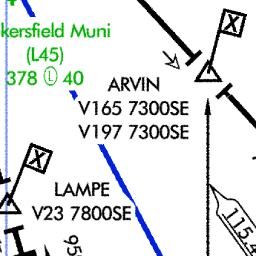 kersfield Muni
(L45)
378 Ⓛ 40
X
ARVIN
V165 7300SE
V197 7300SE
X
LAMPE
V23 7800SE
115.4
95